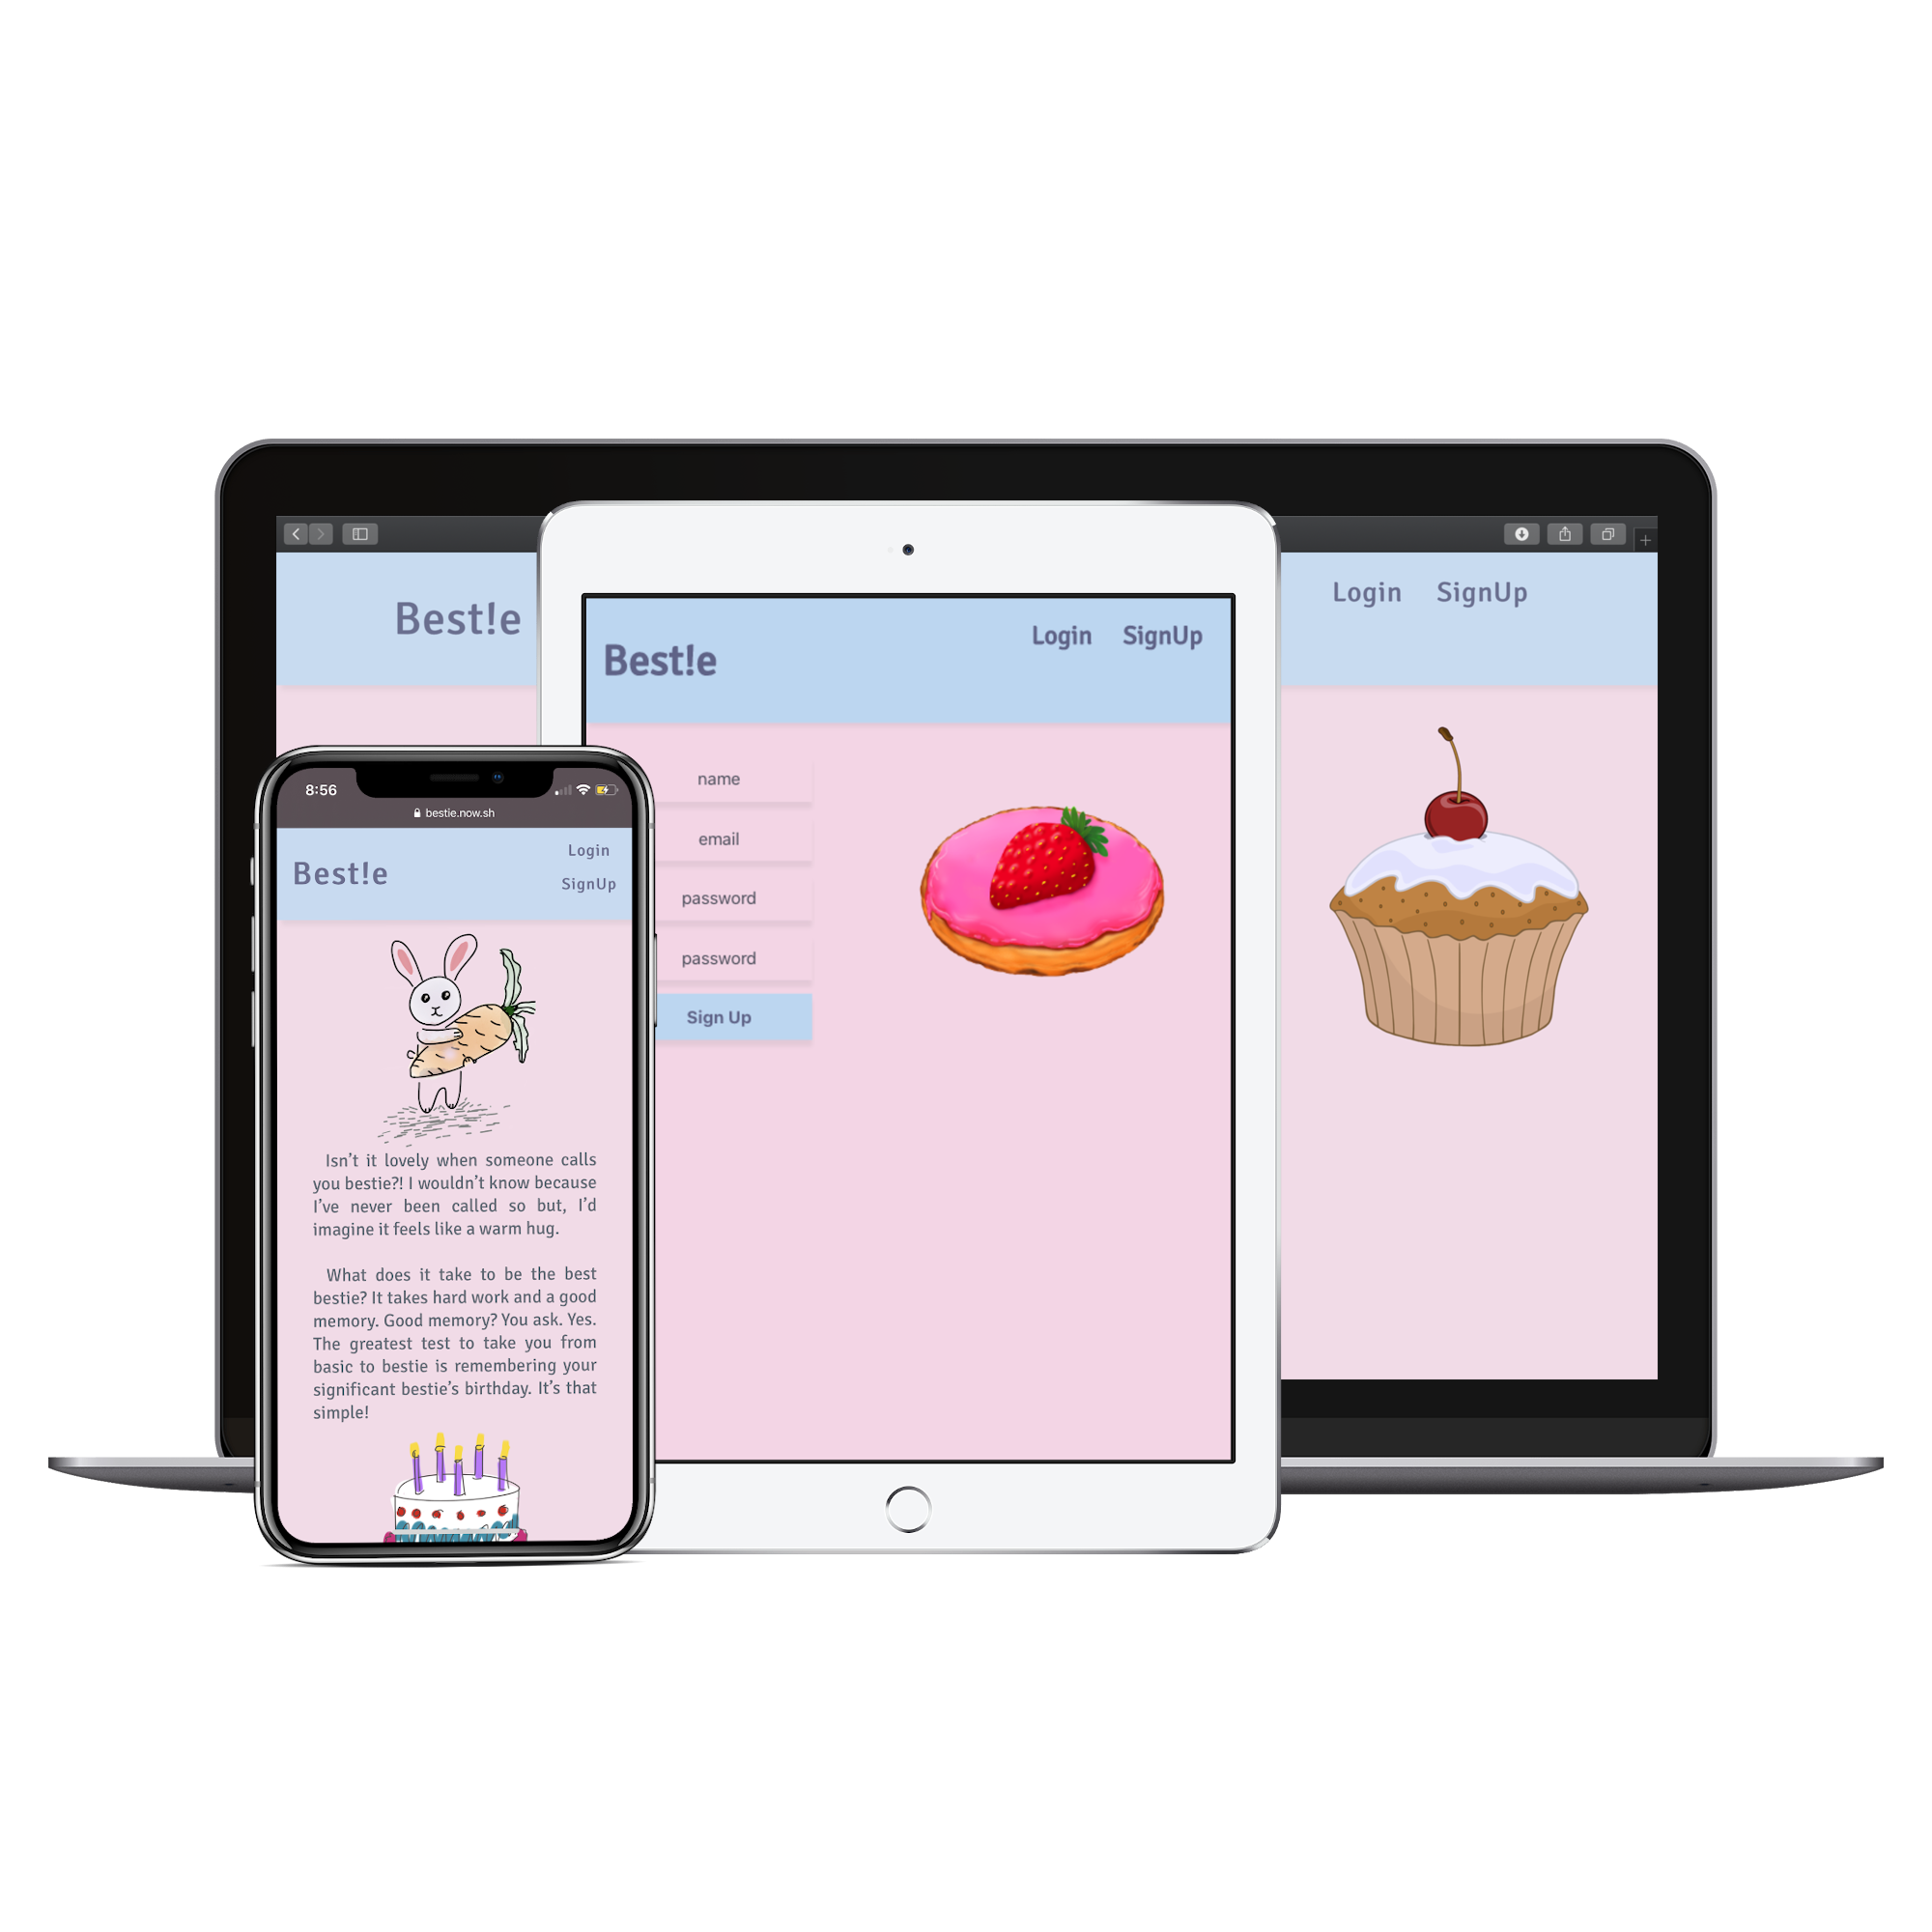 Best!e
Login SignUp
Best!e
Login SignUp
name
email
password
password
Sign Up
8:56
bestie.now.sh
Best!e
Login
SignUp
Isn’t it lovely when someone calls
you bestie?! I wouldn’t know because
I’ve never been called so but, I’d
imagine it feels like a warm hug.
What does it take to be the best
bestie? It takes hard work and a good
memory. Good memory? You ask. Yes.
The greatest test to take you from
basic to bestie is remembering your
significant bestie’s birthday. It’s that
simple!